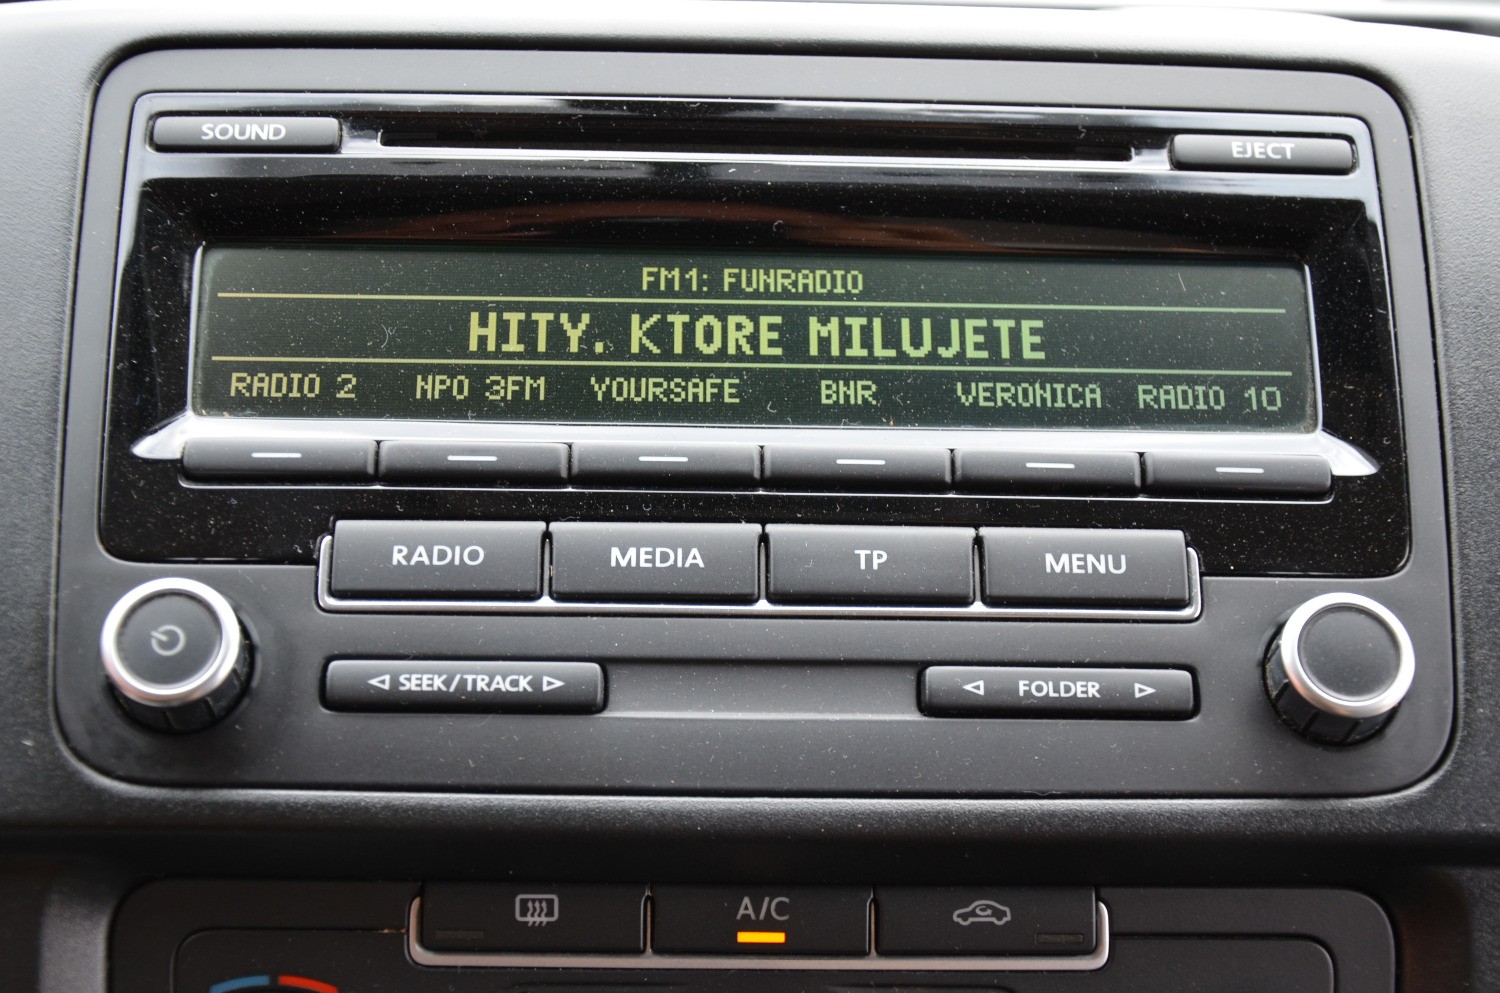 SOUND
EJECT
FM1: FUNRADIO
HITY, KTORE MILUJETE
RADIO 2 NPO 3FM YOURSAFE BNR VERONICA RADIO 10
RADIO MEDIA TP MENU
SEEK/TRACK FOLDER
A/C